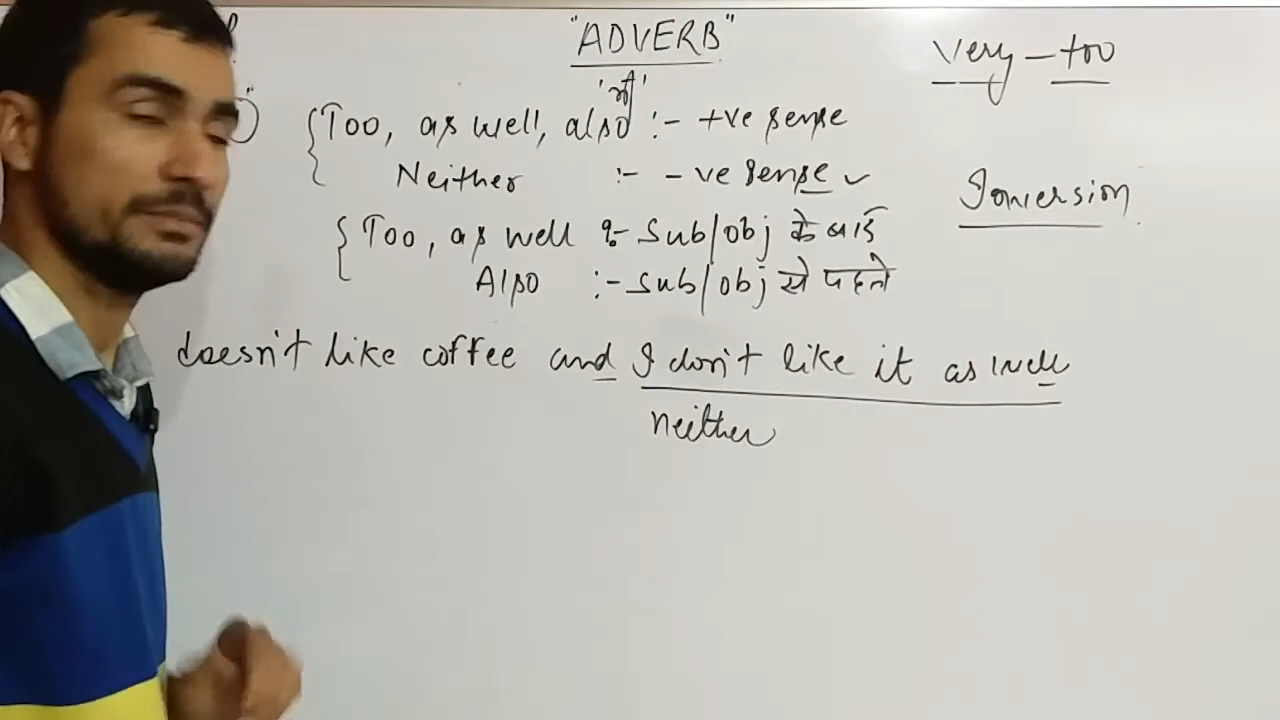 "ADVERB"
Very - too
'भी'
{Too, as well, also :- +ve sense
Neither :- -ve sense ✓
Inversion
{Too, as well :- Sub/obj के बाद
Also :- Sub/obj से पहले
doesn't like coffee and I don't like it as well
neither